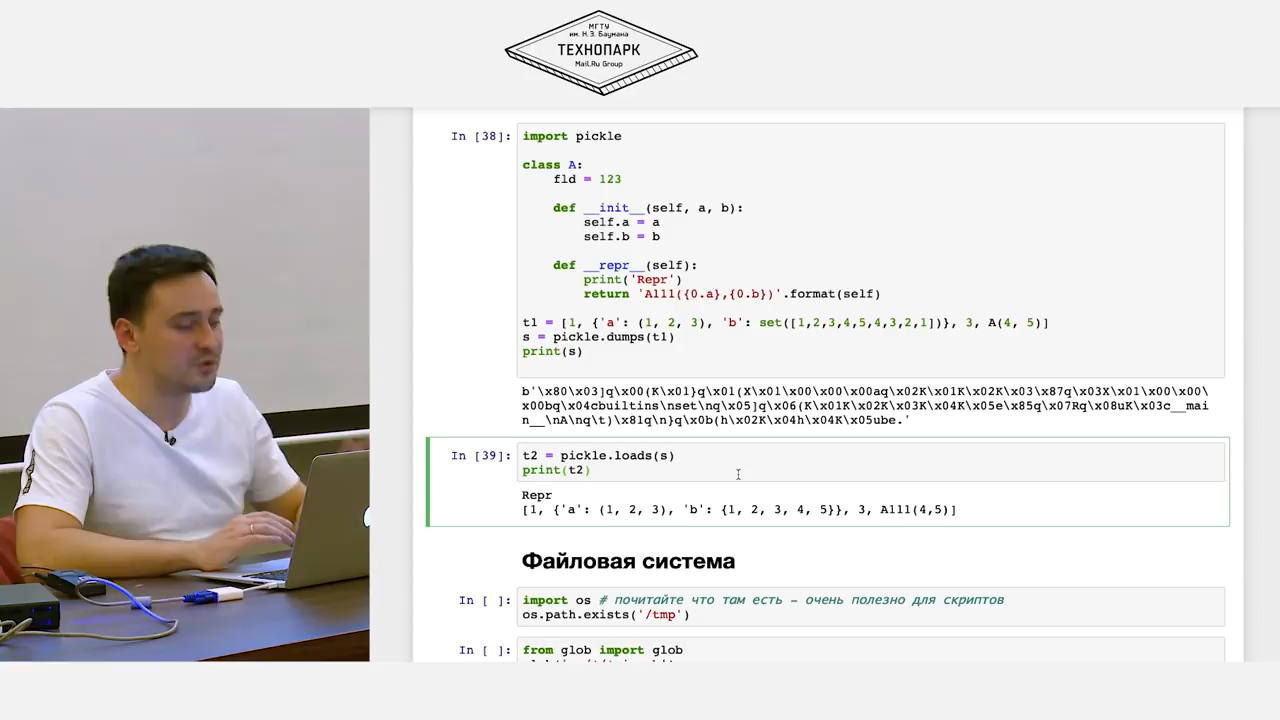 МГТУ
им. Н.Э. Баумана
ТЕХНОПАРК
Mail.Ru Group
In [38]: import pickle
class A:
fld = 123
def __init__(self, a, b):
self.a = a
self.b = b
def __repr__(self):
print('Repr')
return 'A111({0.a},{0.b})'.format(self)
t1 = [1, {'a': (1, 2, 3), 'b': set([1,2,3,4,5,4,3,2,1])}, 3, A(4, 5)]
s = pickle.dumps(t1)
print(s)
b'\x80\x03]q\x00(K\x01}q\x01(X\x01\x00\x00\x00aq\x02K\x01K\x02K\x03\x87q\x03X\x01\x00\x00\
x00bq\x04cbuiltins\nset\nq\x05]q\x06(K\x01K\x02K\x03K\x04K\x05e\x85q\x07Rq\x08uK\x03c__mai
n__\nA\nq\t)\x81q\n}q\x0b(h\x02K\x04h\x04K\x05ube.'
In [39]: t2 = pickle.loads(s)
print(t2)
Repr
[1, {'a': (1, 2, 3), 'b': {1, 2, 3, 4, 5}}, 3, A111(4,5)]
Файловая система
In [ ]: import os # почитайте что там есть - очень полезно для скриптов
os.path.exists('/tmp')
In [ ]: from glob import glob